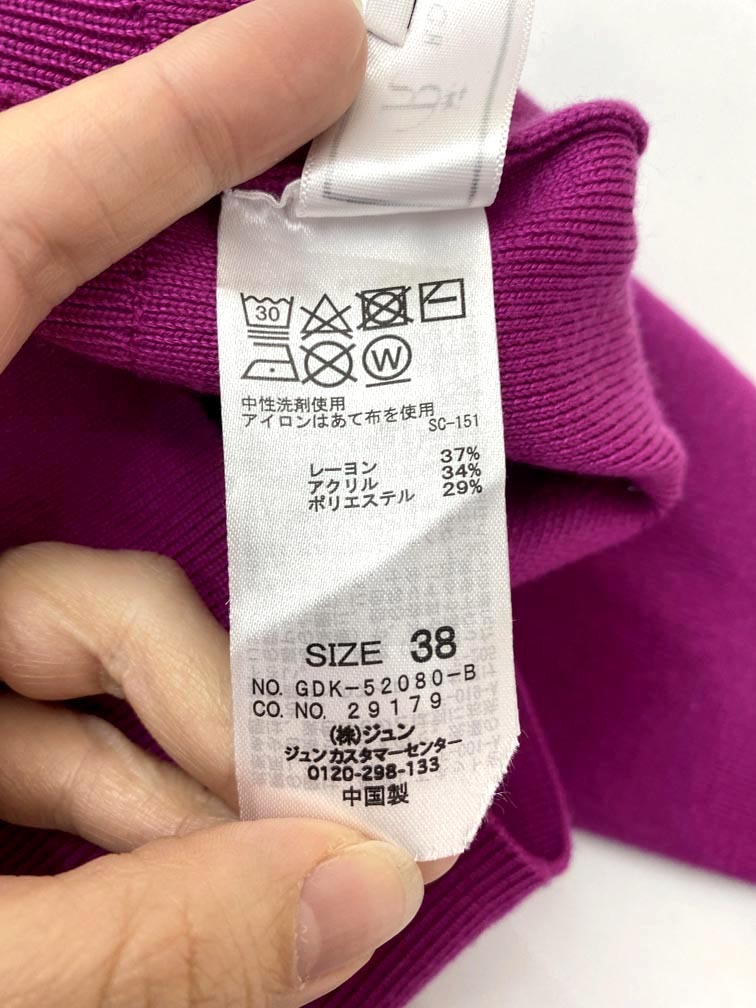 30
W
中性洗剤使用
アイロンはあて布を使用
SC-151
レーヨン 37%
アクリル 34%
ポリエステル 29%
SIZE 38
NO. GDK-52080-B
CO. NO. 29179
(株)ジュン
ジュンカスタマーセンター
0120-298-133
中国製